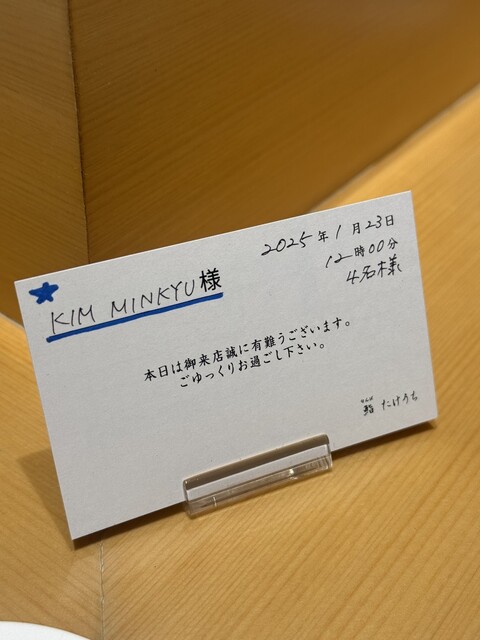 2025年1月23日
12時00分
4名様
KIM MINKYU様
本日は御来店誠に有難うございます。
ごゆっくりお過ごし下さい。
鮨 たけうち